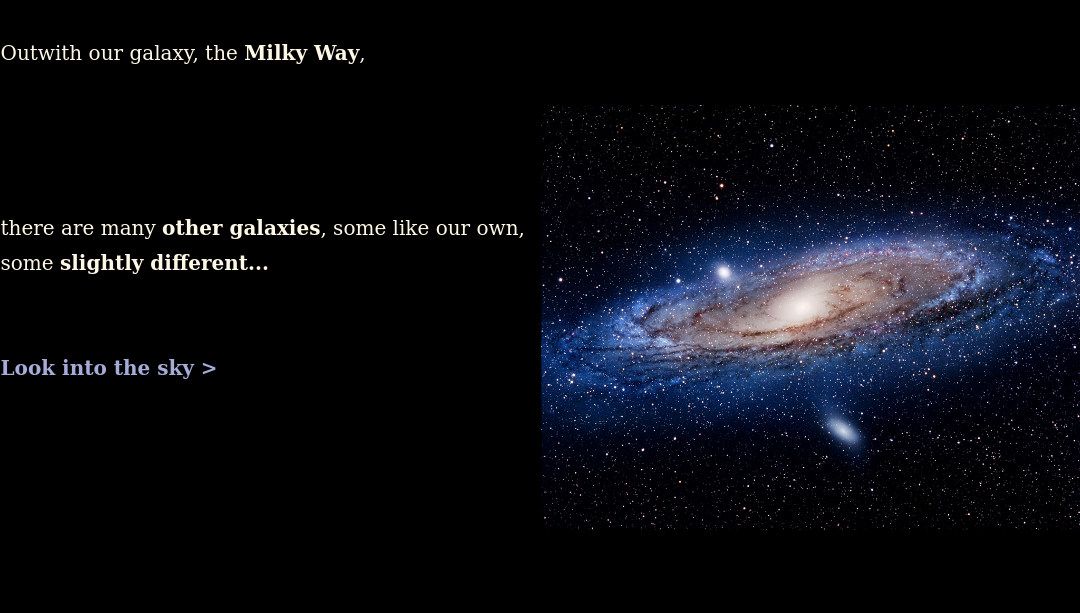 Outwith our galaxy, the Milky Way,
there are many other galaxies, some like our own,
some slightly different...
Look into the sky >